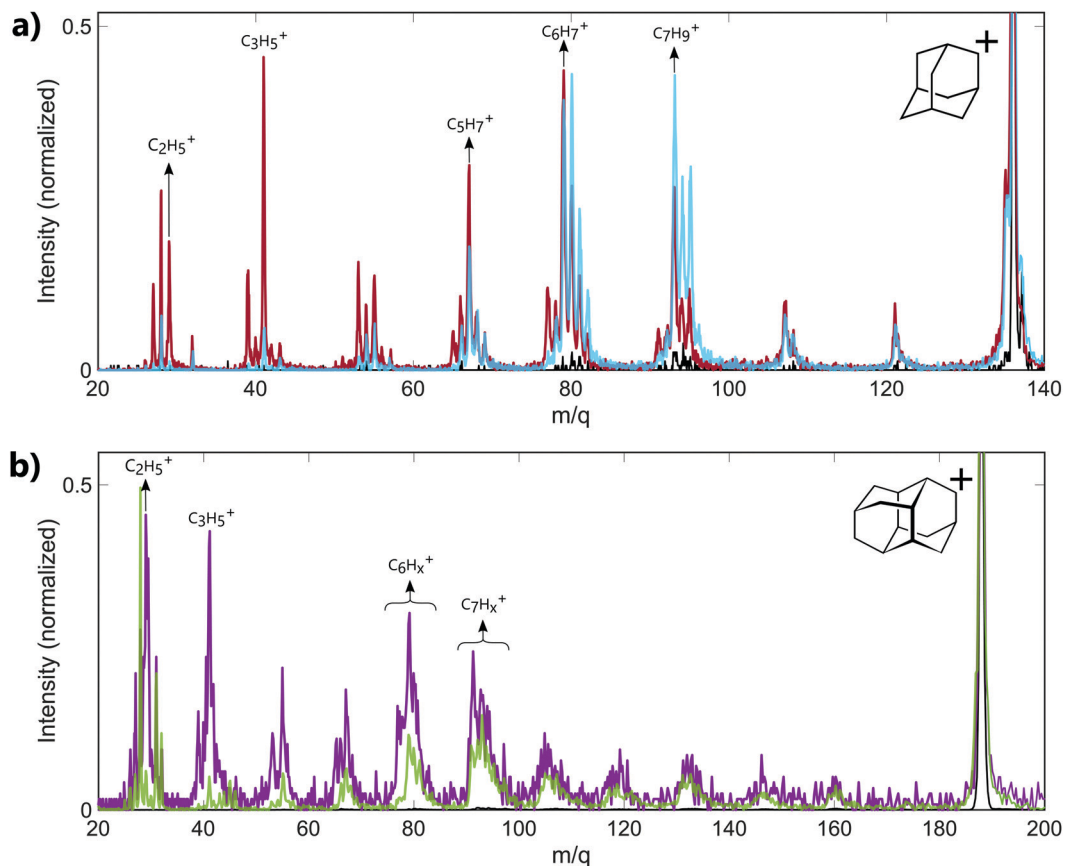 a)
0.5
0
Intensity (normalized)
C₂H₅⁺
C₃H₅⁺
C₅H₇⁺
C₆H₇⁺
C₇H₉⁺
+
20 40 60 80 100 120 140
m/q
b)
0.5
0
Intensity (normalized)
C₂H₅⁺
C₃H₅⁺
C₆Hₓ⁺
C₇Hₓ⁺
+
20 40 60 80 100 120 140 160 180 200
m/q